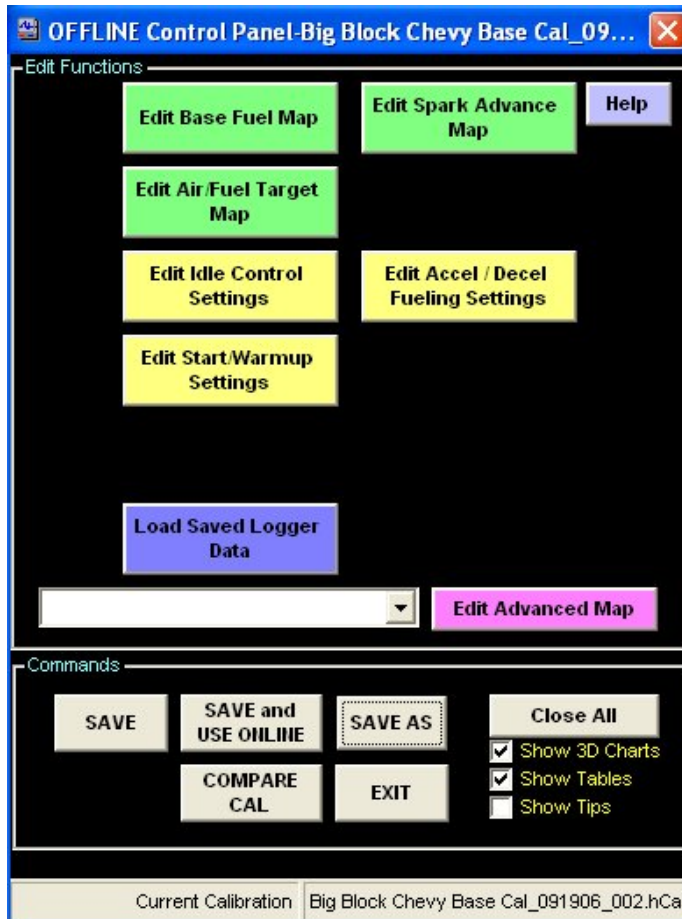 OFFLINE Control Panel-Big Block Chevy Base Cal_09...
Edit Functions
Edit Base Fuel Map
Edit Spark Advance
Map
Help
Edit Air/Fuel Target
Map
Edit Idle Control
Settings
Edit Accel / Decel
Fueling Settings
Edit Start/Warmup
Settings
Load Saved Logger
Data
Edit Advanced Map
Commands
SAVE
SAVE and
USE ONLINE
SAVE AS
Close All
Show 3D Charts
COMPARE
CAL
EXIT
Show Tables
Show Tips
Current Calibration
Big Block Chevy Base Cal_091906_002.hCa